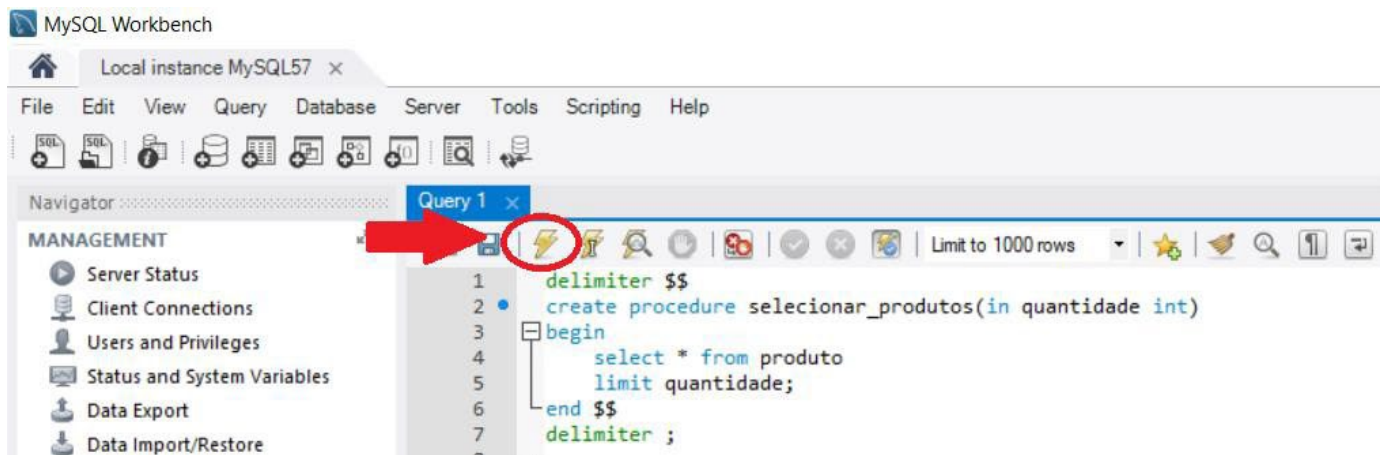 MySQL Workbench
Local instance MySQL57 ×
File Edit View Query Database Server Tools Scripting Help
SQL SQL
Navigator
Query 1 ×
MANAGEMENT
Limit to 1000 rows
Server Status
Client Connections
Users and Privileges
Status and System Variables
Data Export
Data Import/Restore
1 delimiter $$
2 create procedure selecionar_produtos(in quantidade int)
3 begin
4 select * from produto
5 limit quantidade;
6 end $$
7 delimiter ;